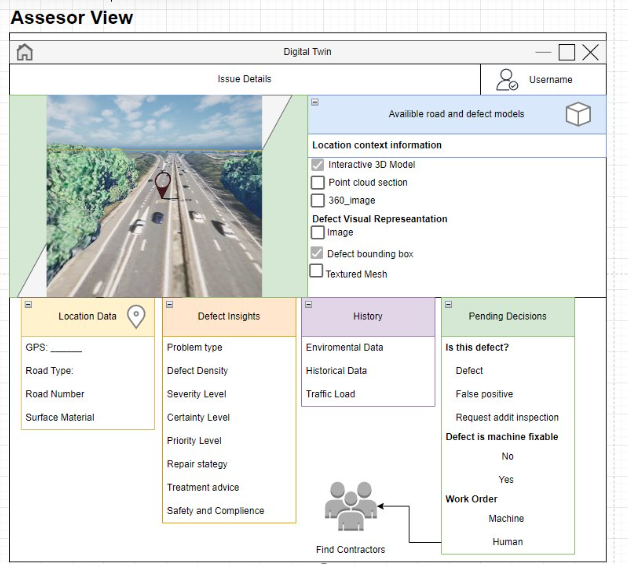 Assesor View
Digital Twin
Issue Details
Username
Availible road and defect models
Location context information
Interactive 3D Model
Point cloud section
360_image
Defect Visual Represeantation
Image
Defect bounding box
Textured Mesh
Location Data
GPS: _____
Road Type:
Road Number
Surface Material
Defect Insights
Problem type
Defect Density
Severity Level
Certainty Level
Priority Level
Repair stategy
Treatment advice
Safety and Complience
History
Enviromental Data
Historical Data
Traffic Load
Pending Decisions
Is this defect?
Defect
False positive
Request addit inspection
Defect is machine fixable
No
Yes
Work Order
Machine
Human
Find Contractors